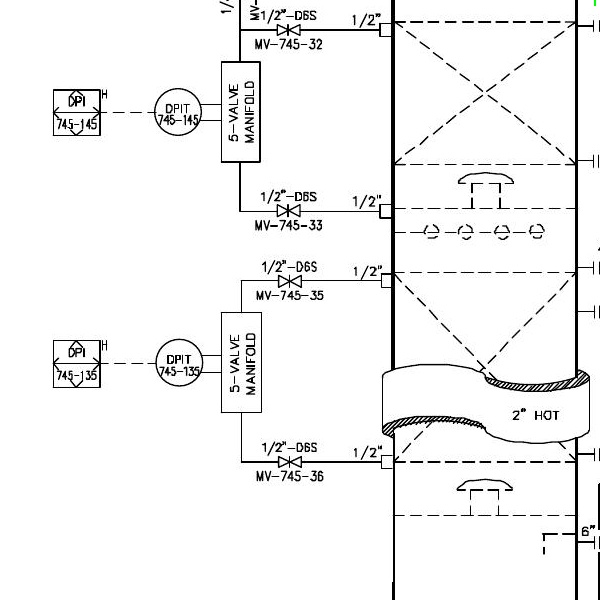 1/2"-D6S
1/2"
MV-745-32
DPI
H
745-145
DPIT
745-145
5-VALVE
MANIFOLD
1/2"-D6S
1/2"
MV-745-33
1/2"-D6S
1/2"
MV-745-35
DPI
H
745-135
DPIT
745-135
5-VALVE
MANIFOLD
2" HOT
1/2"-D6S
1/2"
MV-745-36
6"